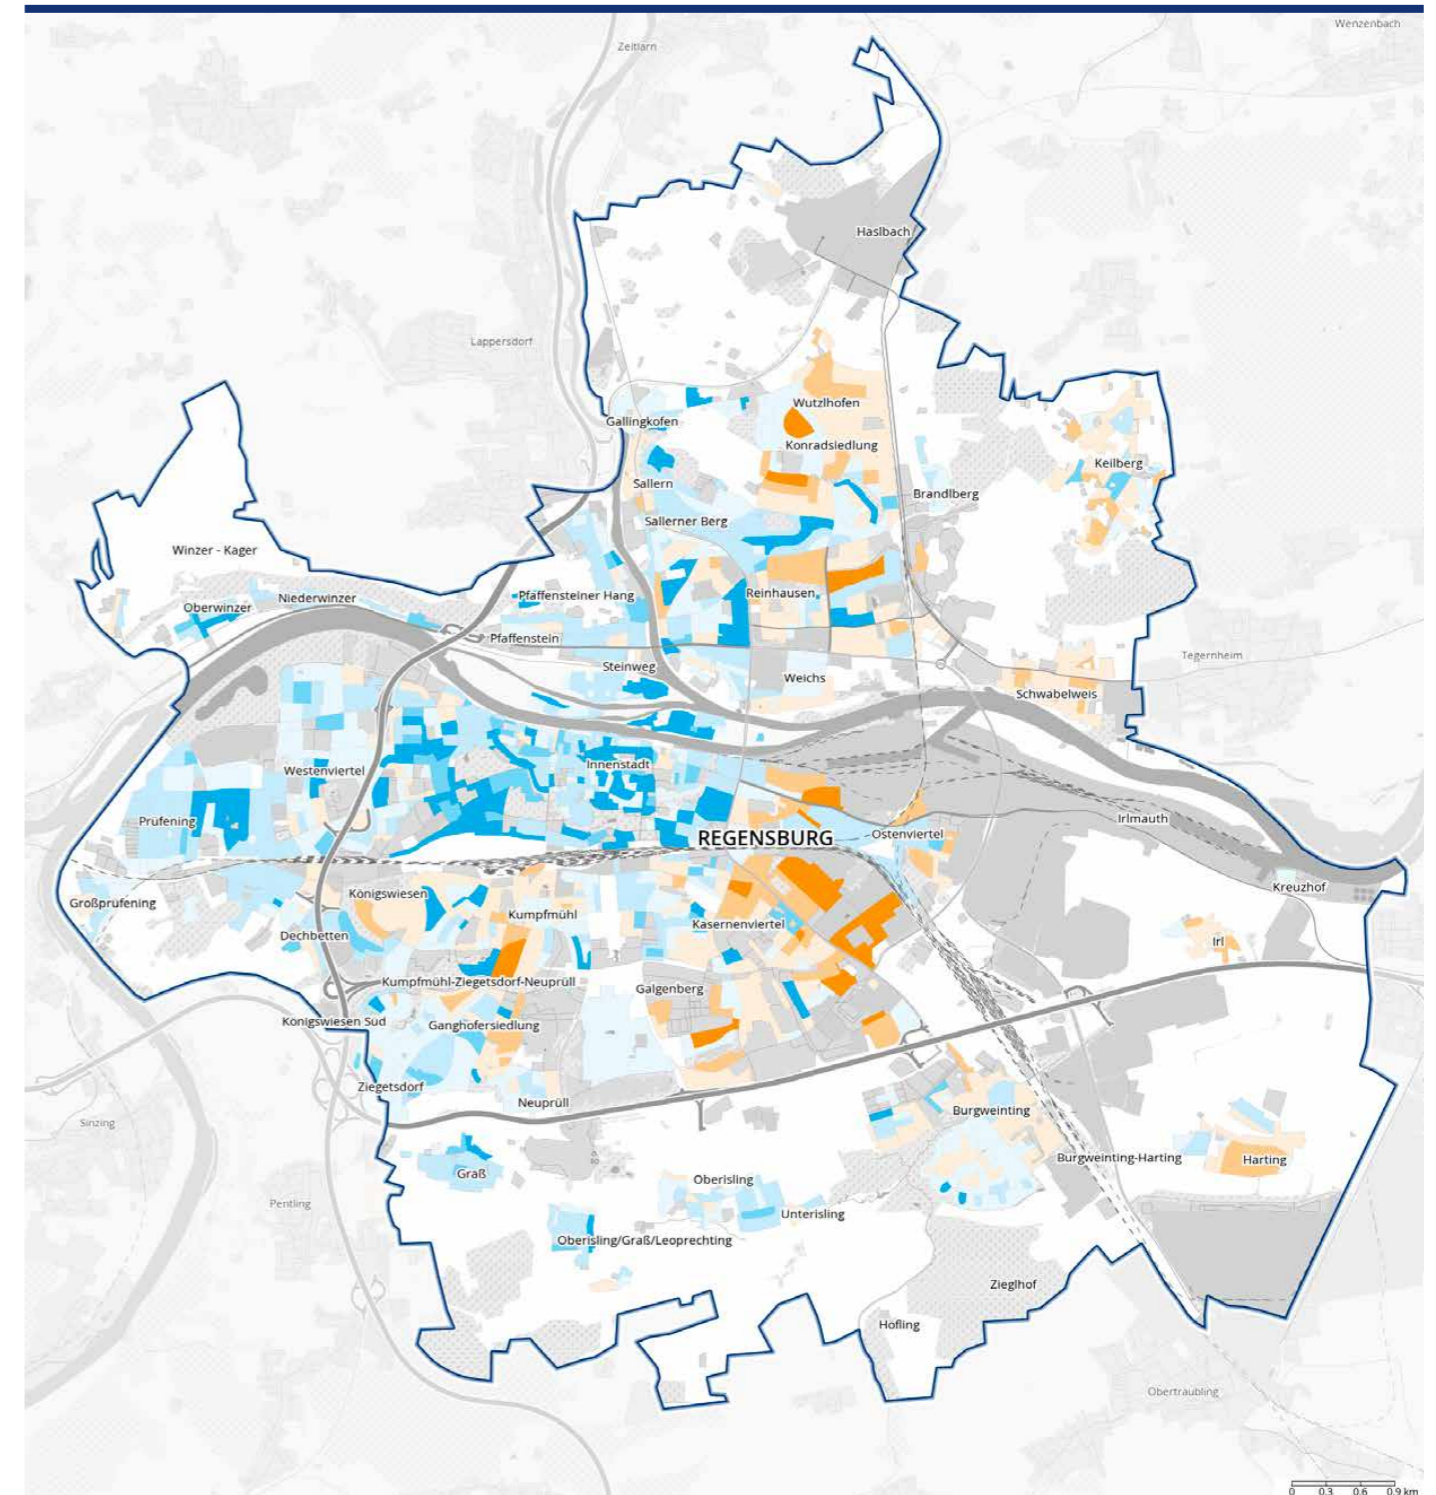 Wenzenbach
Zeitlarn
Haslbach
Lappersdorf
Wutzlhofen
Gallingkofen
Konradsiedlung
Keilberg
Sallern
Brandlberg
Sallerner Berg
Winzer - Kager
Reinhausen
Pfaffensteiner Hang
Niederwinzer
Oberwinzer
Pfaffenstein
Tegernheim
Steinweg
Weichs
Schwabelweis
Innenstadt
Westenviertel
Irlmauth
Prüfening
Ostenviertel
REGENSBURG
Kreuzhof
Königswiesen
Großprüfening
Kumpfmühl
Kasernenviertel
Dechbetten
Irl
Kumpfmühl-Ziegetsdorf-Neuprüll
Galgenberg
Königswiesen Süd
Ganghofersiedlung
Ziegetsdorf
Neuprüll
Burgweinting
Sinzing
Burgweinting-Harting
Harting
Graß
Oberisling
Pentling
Unterisling
Oberisling/Graß/Leoprechting
Zieglhof
Höfling
Obertraubling
0 0.3 0.6 0.9 km